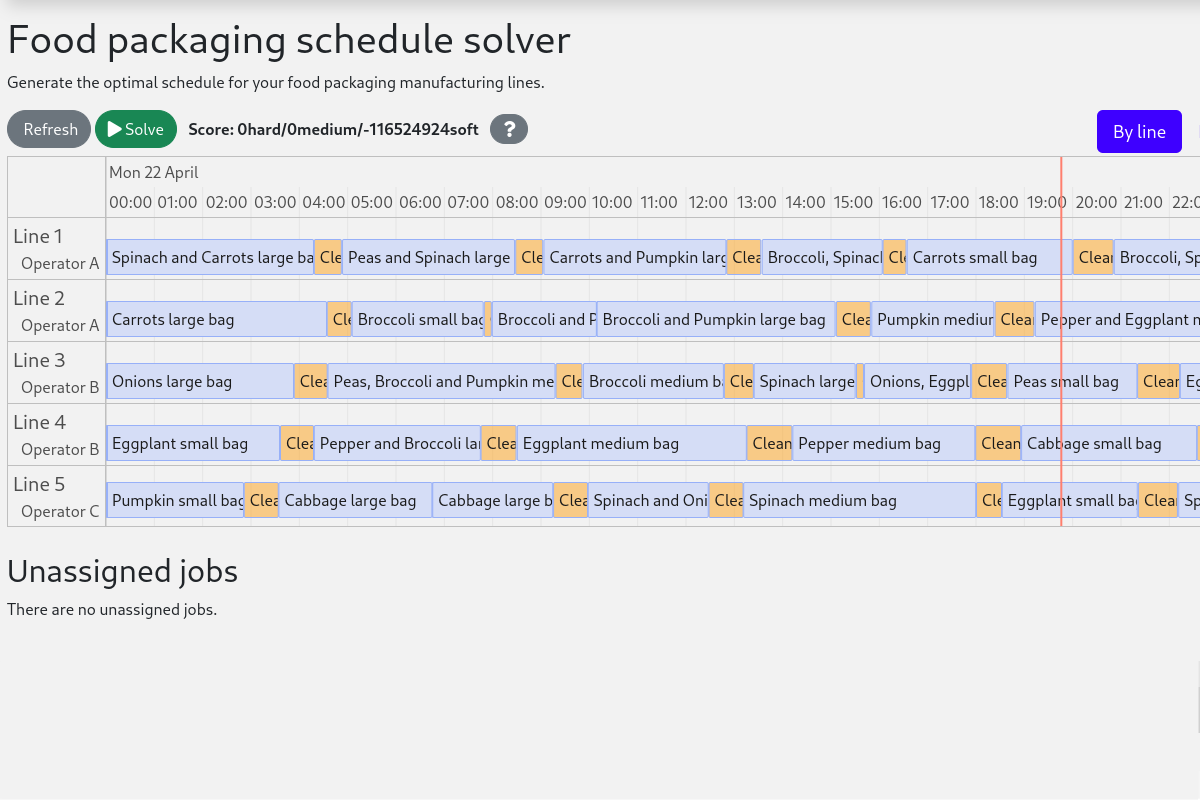 Food packaging schedule solver
Generate the optimal schedule for your food packaging manufacturing lines.
Refresh Solve Score: 0hard/0medium/-116524924soft ? By line
Mon 22 April
00:00 01:00 02:00 03:00 04:00 05:00 06:00 07:00 08:00 09:00 10:00 11:00 12:00 13:00 14:00 15:00 16:00 17:00 18:00 19:00 20:00 21:00 22:0
Line 1
Operator A Spinach and Carrots large ba Cle Peas and Spinach large Cle Carrots and Pumpkin larg Clea Broccoli, Spinac Cl Carrots small bag Clean Broccoli, Sp
Line 2
Operator A Carrots large bag Cle Broccoli small bag Broccoli and P Broccoli and Pumpkin large bag Clea Pumpkin medium Clea Pepper and Eggplant m
Line 3
Operator B Onions large bag Clea Peas, Broccoli and Pumpkin me Cle Broccoli medium b Cle Spinach large Onions, Eggpl Clea Peas small bag Clean Eg
Line 4
Operator B Eggplant small bag Clea Pepper and Broccoli la Clea Eggplant medium bag Clean Pepper medium bag Clean Cabbage small bag
Line 5
Operator C Pumpkin small bag Clea Cabbage large bag Cabbage large b Clea Spinach and Oni Clea Spinach medium bag Cle Eggplant small ba Clean Sp
Unassigned jobs
There are no unassigned jobs.